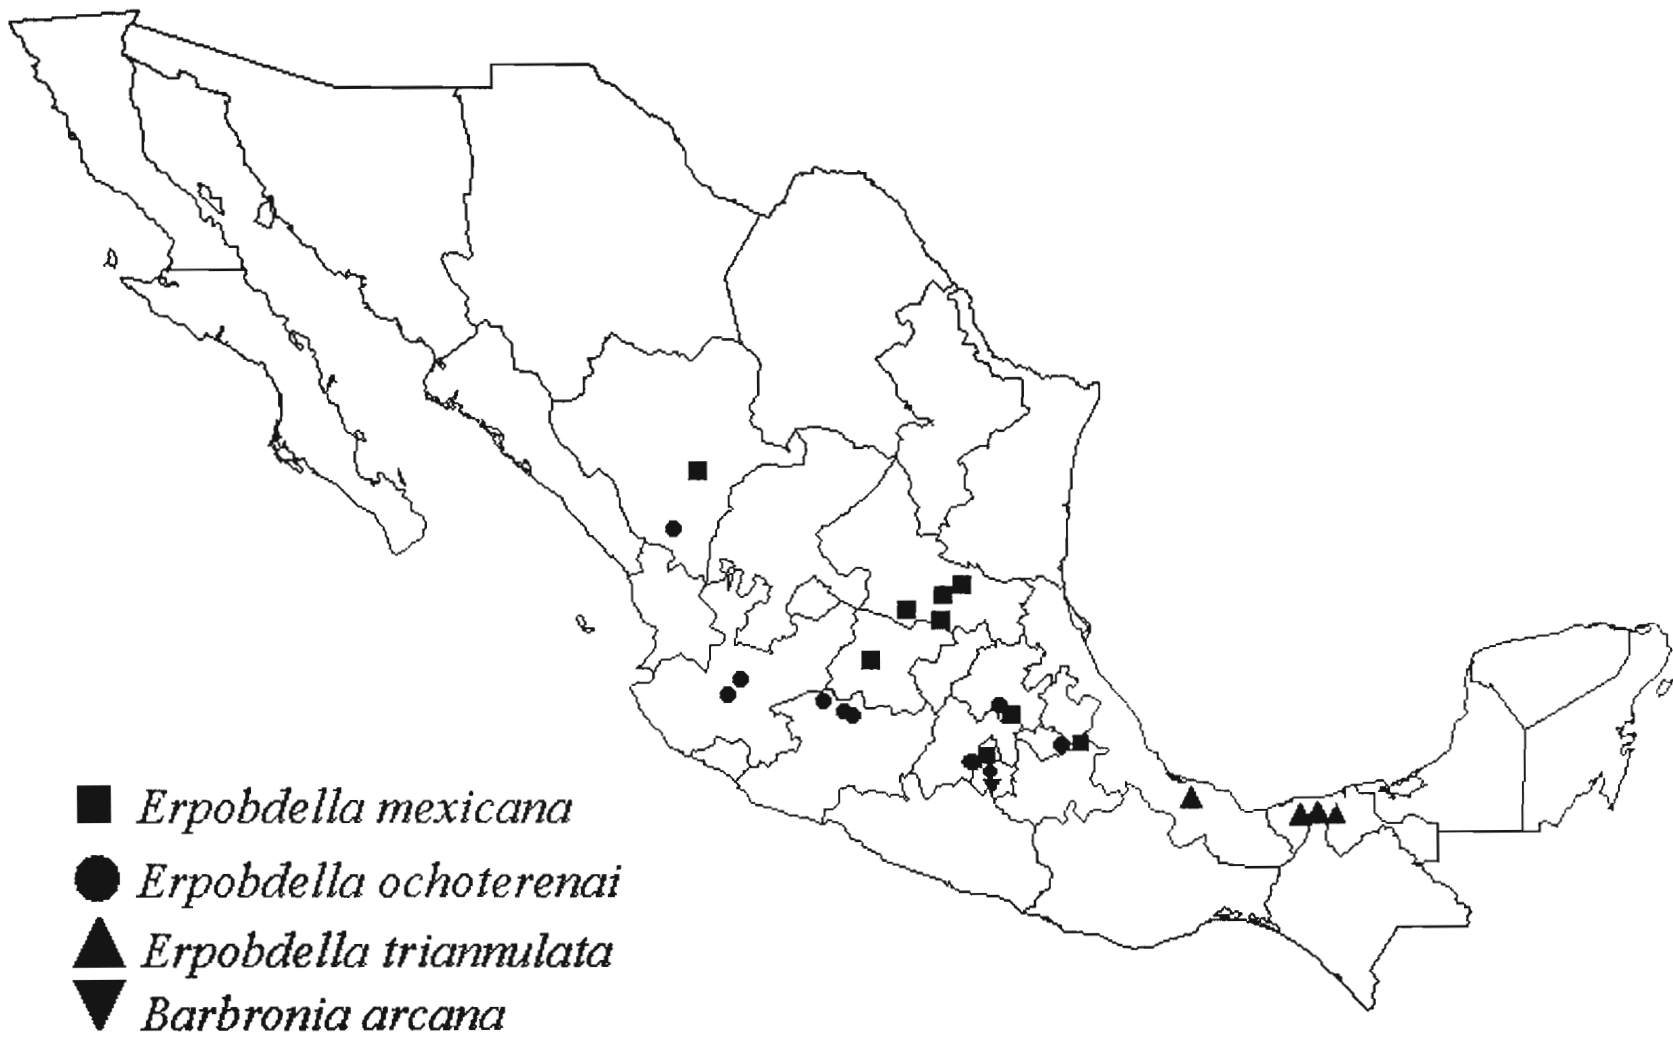 Erpobdella mexicana
Erpobdella ochoterenai
Erpobdella triannulata
Barbronia arcana